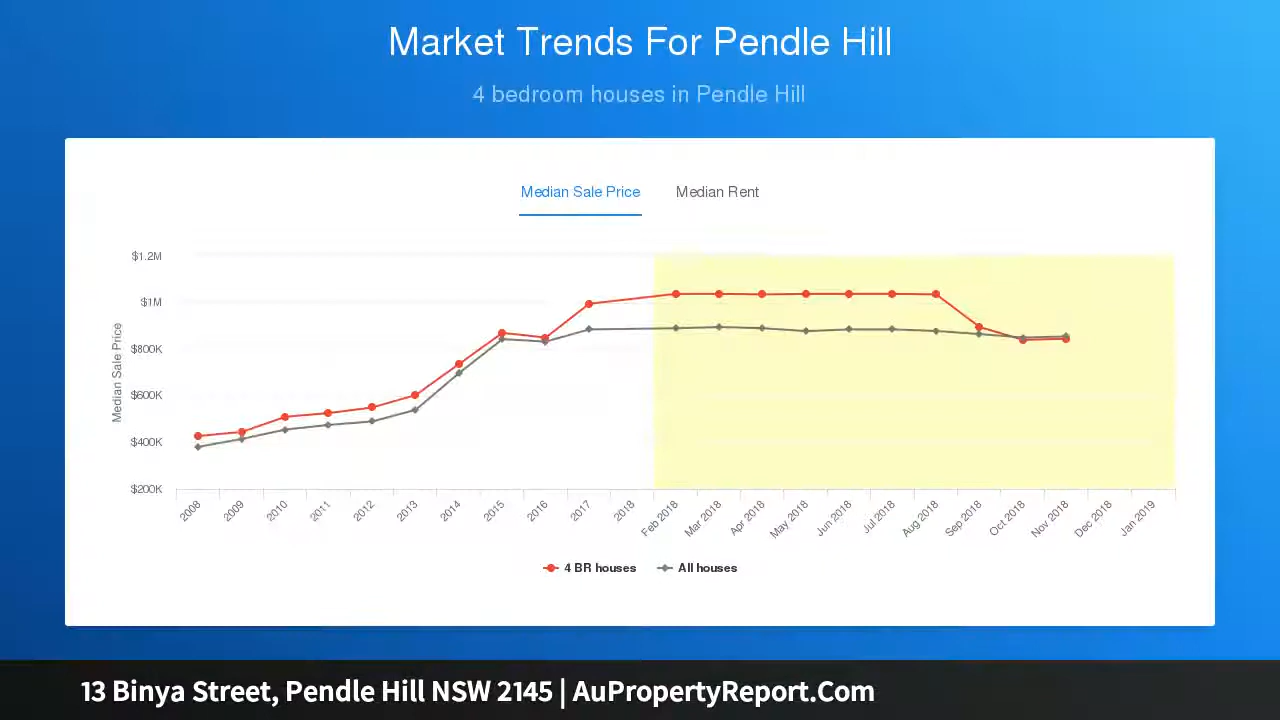 Market Trends For Pendle Hill
4 bedroom houses in Pendle Hill
Median Sale Price Median Rent
Median Sale Price
$1.2M
$1M
$800K
$600K
$400K
$200K
2008 2009 2010 2011 2012 2013 2014 2015 2016 2017 2018 Feb 2018 Mar 2018 Apr 2018 May 2018 Jun 2018 Jul 2018 Aug 2018 Sep 2018 Oct 2018 Nov 2018 Dec 2018 Jan 2019
4 BR houses All houses
13 Binya Street, Pendle Hill NSW 2145 | AuPropertyReport.Com